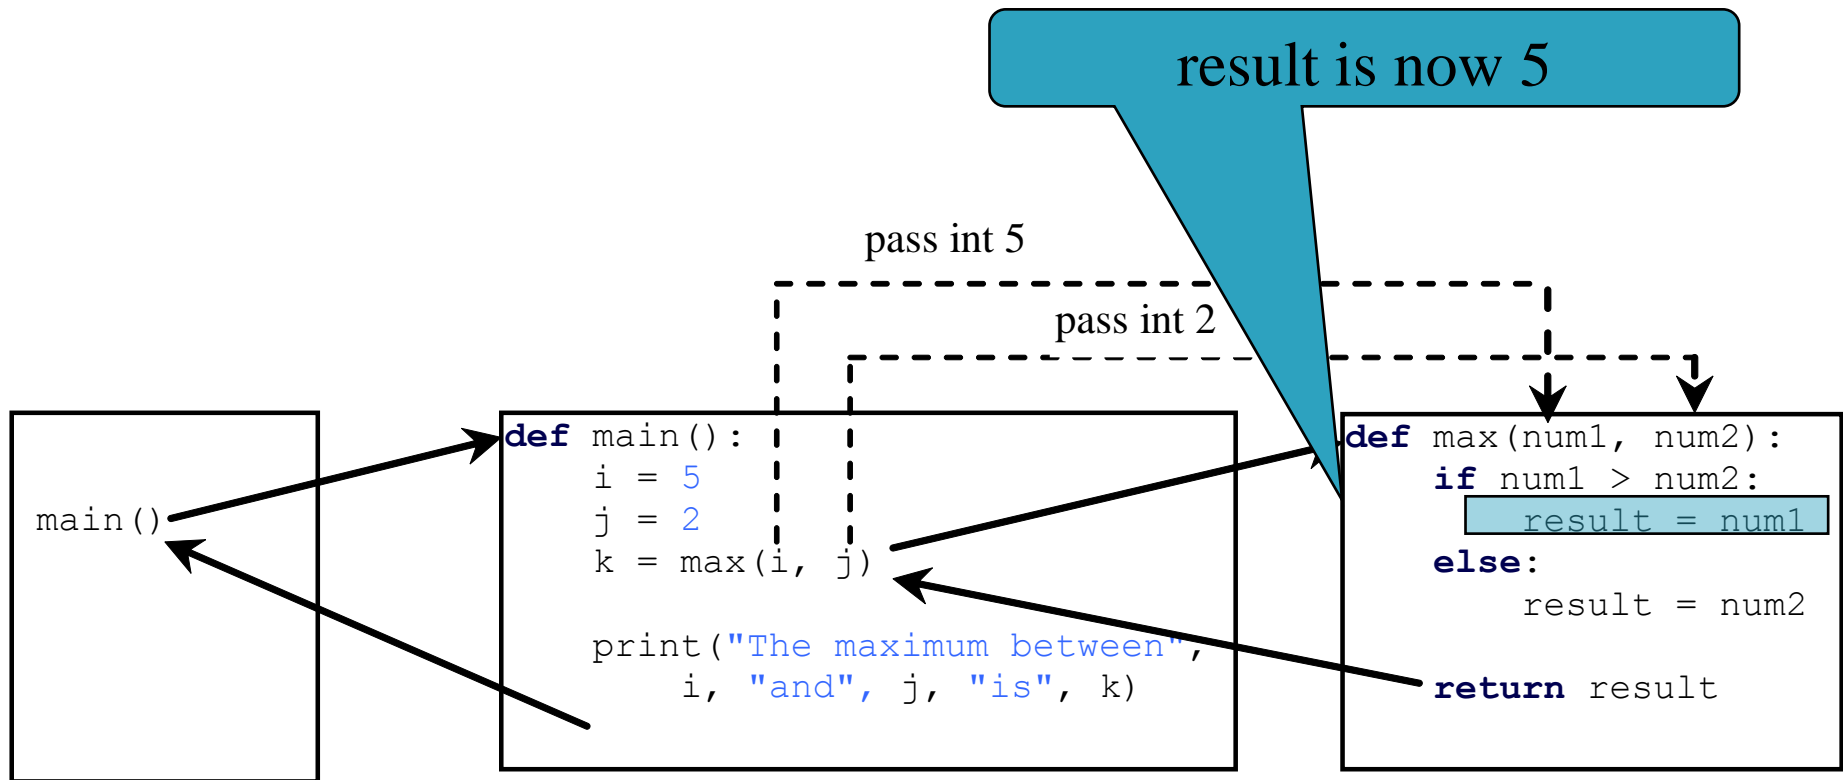 result is now 5
pass int 5
pass int 2
main()
def main():
    i = 5
    j = 2
    k = max(i, j)
    print("The maximum between",
        i, "and", j, "is", k)
def max(num1, num2):
    if num1 > num2:
        result = num1
    else:
        result = num2
    return result